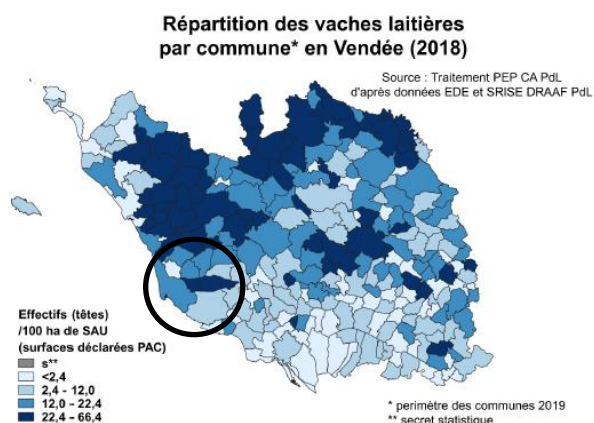 Répartition des vaches laitières
par commune* en Vendée (2018)
Source : Traitement PEP CA PdL
d'après données EDE et SRISE DRAAF PdL
Effectifs (têtes)
/100 ha de SAU
(surfaces déclarées PAC)
s**
<2,4
2,4 - 12,0
12,0 - 22,4
22,4 - 66,4
* perimètre des communes 2019
** secret statistique